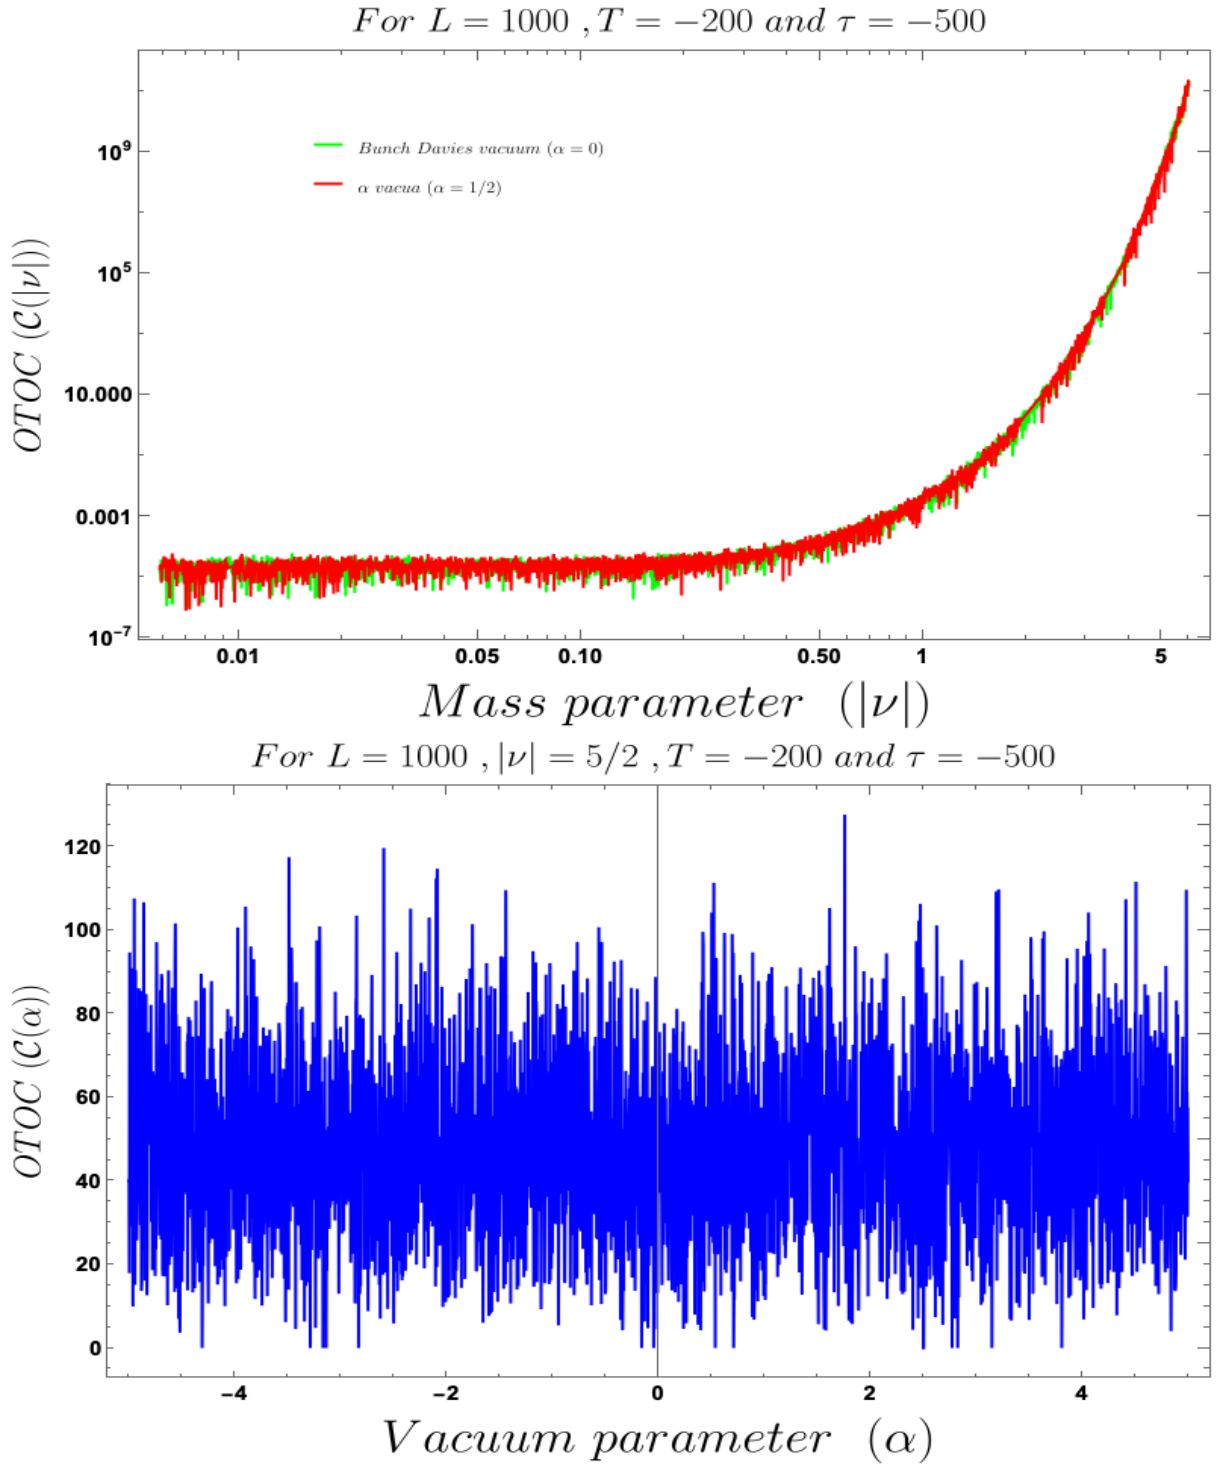 For L = 1000 , T = −200 and τ = −500
OTOC (𝒞(|ν|))
10⁹
10⁵
10.000
0.001
10⁻⁷
Bunch Davies vacuum (α = 0)
α vacua (α = 1/2)
0.01 0.05 0.10 0.50 1 5
Mass parameter (|ν|)
For L = 1000 , |ν| = 5/2 , T = −200 and τ = −500
OTOC (𝒞(α))
120
100
80
60
40
20
0
−4 −2 0 2 4
Vacuum parameter (α)